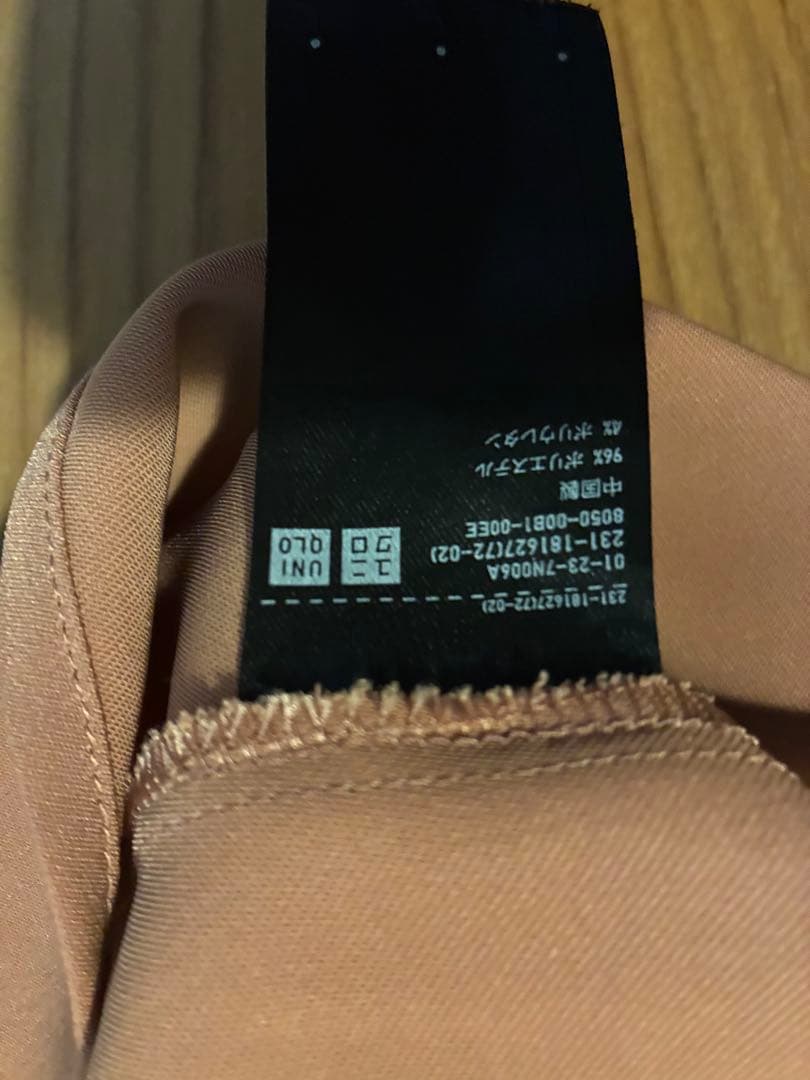 231-181627(72-02)
01-23-7N006A
231-181627(72-02)
8050-00B1-00EE
中国製
96% ポリエステル
4% ポリウレタン
ユニ
クロ
UNI
QLO